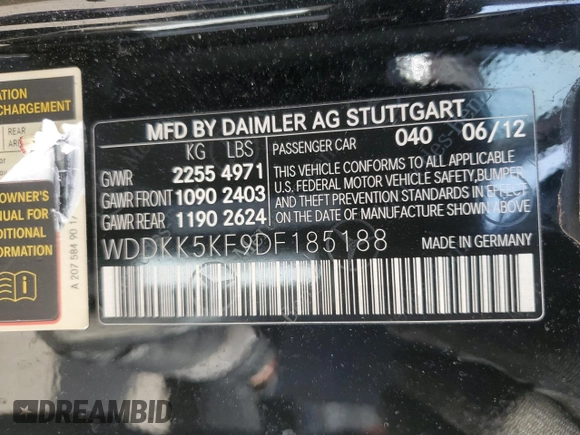 ATION
CHARGEMENT
REAR
ARR
OWNER'S
ANUAL FOR
DDITIONAL
ORMATION
A 207 584 90 17
MFD BY DAIMLER AG STUTTGART
KG LBS PASSENGER CAR 040 06/12
GVWR 2255 4971
GAWR FRONT 1090 2403
GAWR REAR 1190 2624
THIS VEHICLE CONFORMS TO ALL APPLICABLE
U.S. FEDERAL MOTOR VEHICLE SAFETY,BUMPER
AND THEFT PREVENTION STANDARDS IN EFFECT
ON THE DATE OF MANUFACTURE SHOWN ABOVE.
WDDKK5KF9DF185188 MADE IN GERMANY
DREAMBID